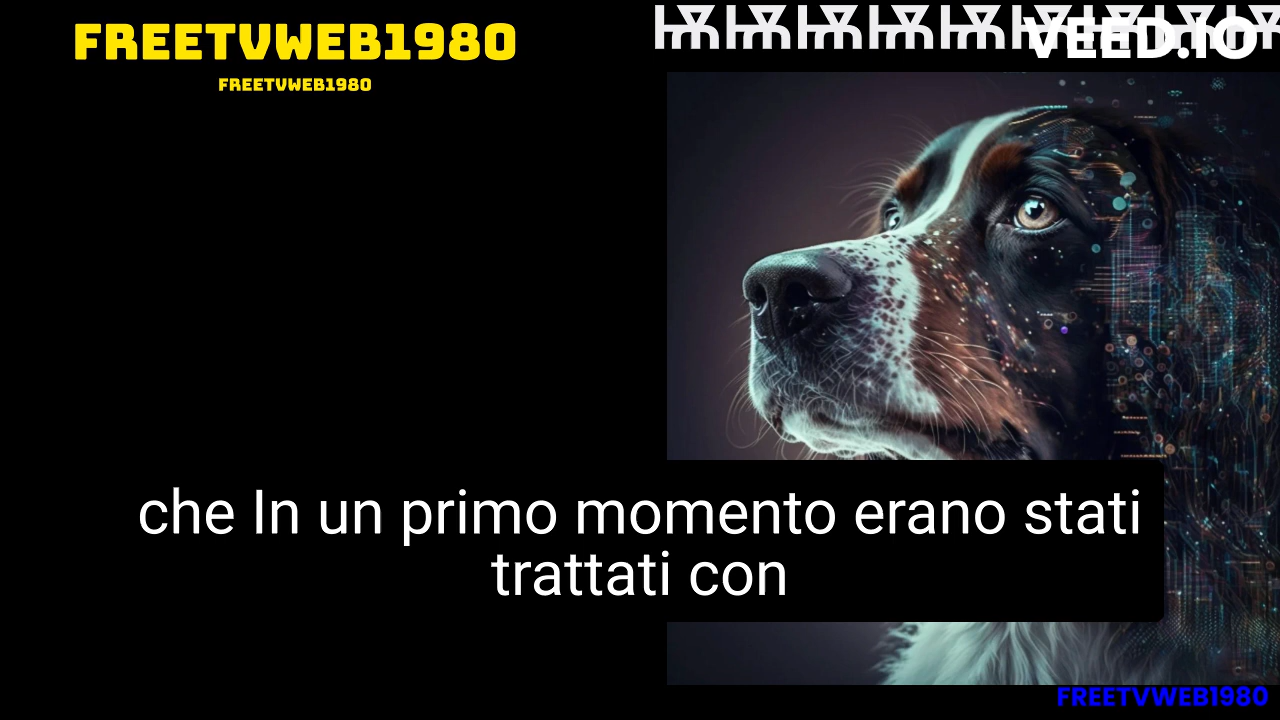 FREETVWEB1980
FREETVWEB1980
VEED.IO
che In un primo momento erano stati
trattati con
FREETVWEB1980